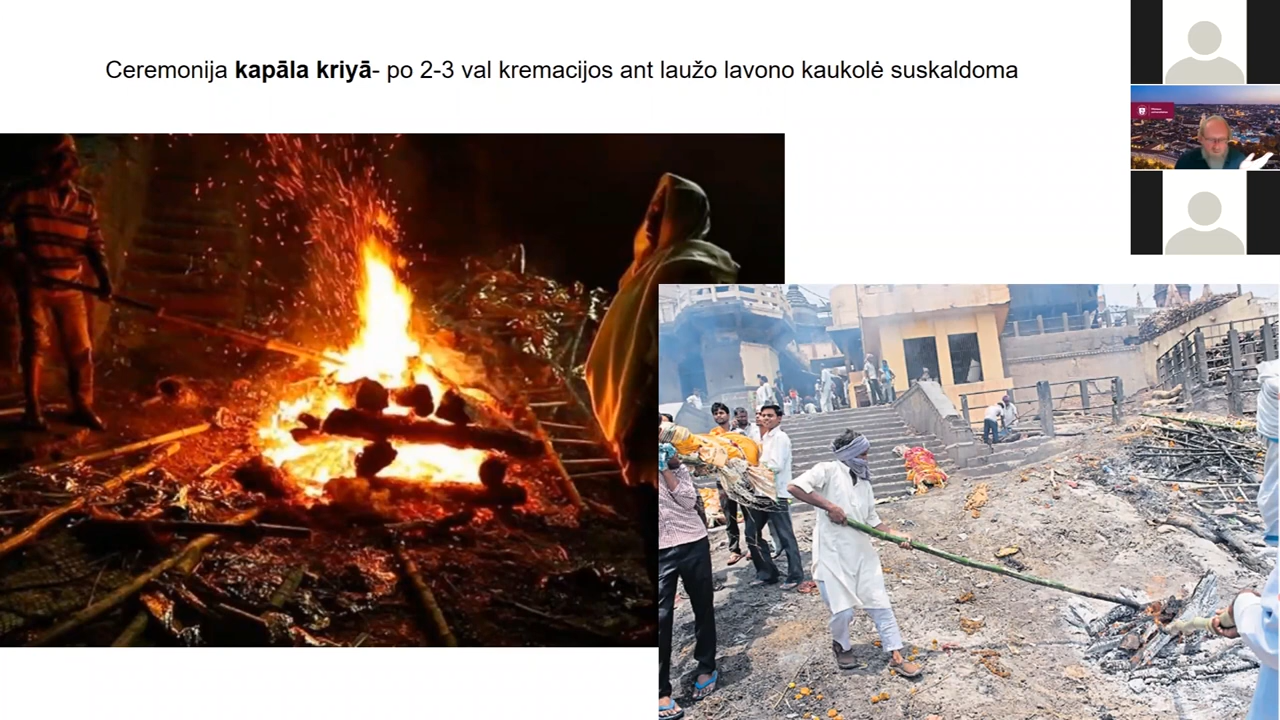 Ceremonija kapāla kriyā- po 2-3 val kremacijos ant laužo lavono kaukolė suskaldoma